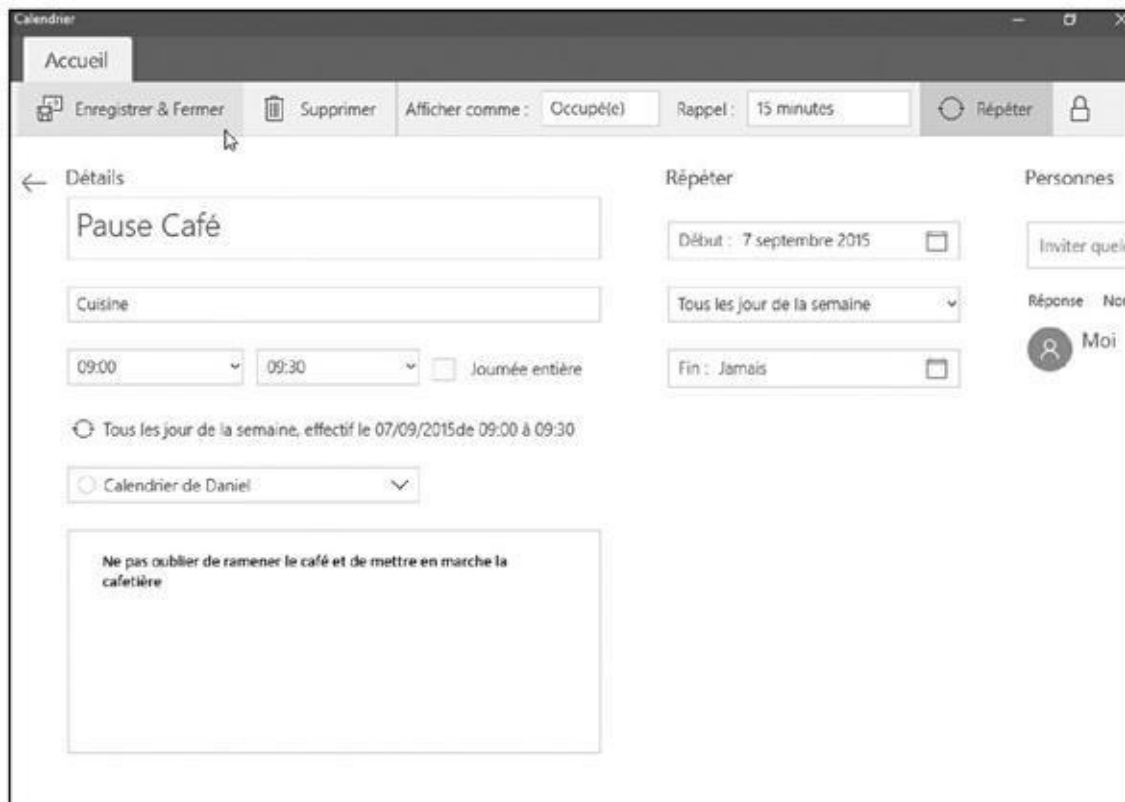 Calendrier
Accueil
Enregistrer & Fermer Supprimer Afficher comme : Occupé(e) Rappel : 15 minutes Répéter
Détails Répéter Personnes
Pause Café
Début : 7 septembre 2015
Inviter quel
Cuisine
Tous les jour de la semaine
Réponse
09:00 09:30 Journée entière
Fin : Jamais
Moi
Tous les jour de la semaine, effectif le 07/09/2015de 09:00 à 09:30
Calendrier de Daniel
Ne pas oublier de ramener le café et de mettre en marche la
cafetière